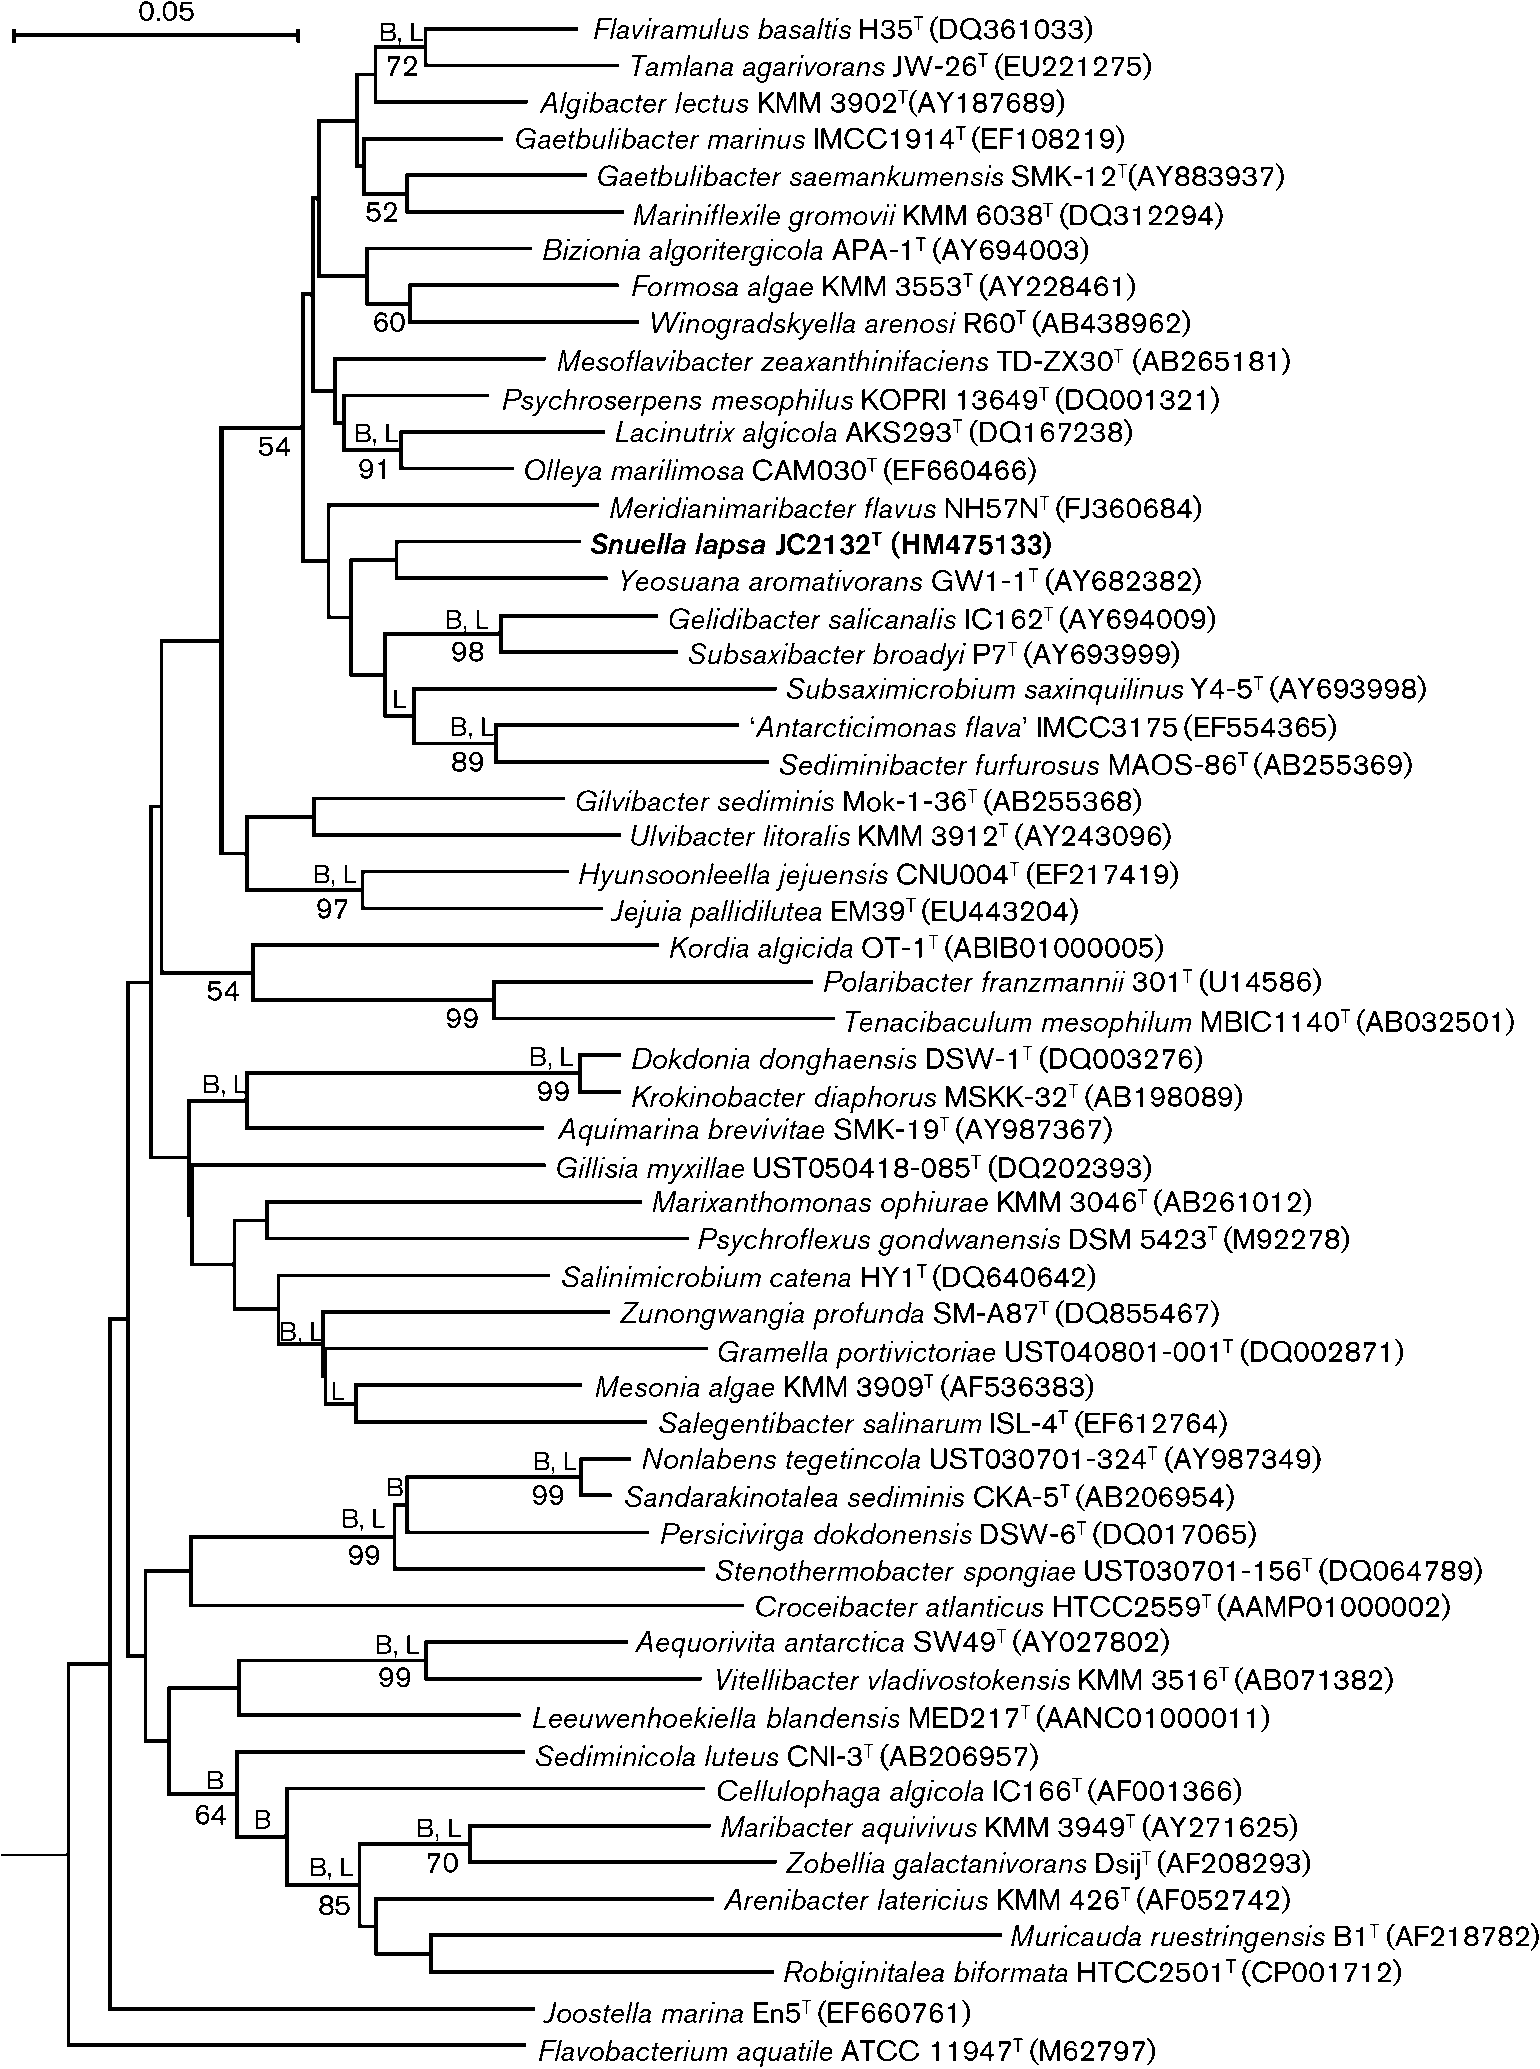 0.05
B, L
Flaviramulus basaltis H35ᵀ (DQ361033)
72
Tamlana agarivorans JW-26ᵀ (EU221275)
Algibacter lectus KMM 3902ᵀ(AY187689)
Gaetbulibacter marinus IMCC1914ᵀ (EF108219)
Gaetbulibacter saemankumensis SMK-12ᵀ(AY883937)
52
Mariniflexile gromovii KMM 6038ᵀ (DQ312294)
Bizionia algoritergicola APA-1ᵀ (AY694003)
Formosa algae KMM 3553ᵀ (AY228461)
60
Winogradskyella arenosi R60ᵀ (AB438962)
Mesoflavibacter zeaxanthinifaciens TD-ZX30ᵀ (AB265181)
Psychroserpens mesophilus KOPRI 13649ᵀ (DQ001321)
B, L
Lacinutrix algicola AKS293ᵀ (DQ167238)
54
91
Olleya marilimosa CAM030ᵀ (EF660466)
Meridianimaribacter flavus NH57Nᵀ (FJ360684)
Snuella lapsa JC2132ᵀ (HM475133)
Yeosuana aromativorans GW1-1ᵀ (AY682382)
B, L
Gelidibacter salicanalis IC162ᵀ (AY694009)
98
Subsaxibacter broadyi P7ᵀ (AY693999)
L
Subsaximicrobium saxinquilinus Y4-5ᵀ (AY693998)
B, L
‘Antarcticimonas flava’ IMCC3175 (EF554365)
89
Sediminibacter furfurosus MAOS-86ᵀ (AB255369)
Gilvibacter sediminis Mok-1-36ᵀ (AB255368)
Ulvibacter litoralis KMM 3912ᵀ (AY243096)
B, L
Hyunsoonleella jejuensis CNU004ᵀ (EF217419)
97
Jejuia pallidilutea EM39ᵀ (EU443204)
Kordia algicida OT-1ᵀ (ABIB01000005)
54
Polaribacter franzmannii 301ᵀ (U14586)
99
Tenacibaculum mesophilum MBIC1140ᵀ (AB032501)
B, L
Dokdonia donghaensis DSW-1ᵀ (DQ003276)
B, L
99
Krokinobacter diaphorus MSKK-32ᵀ (AB198089)
Aquimarina brevivitae SMK-19ᵀ (AY987367)
Gillisia myxillae UST050418-085ᵀ (DQ202393)
Marixanthomonas ophiurae KMM 3046ᵀ (AB261012)
Psychroflexus gondwanensis DSM 5423ᵀ (M92278)
Salinimicrobium catena HY1ᵀ (DQ640642)
Zunongwangia profunda SM-A87ᵀ (DQ855467)
B, L
Gramella portivictoriae UST040801-001ᵀ (DQ002871)
L
Mesonia algae KMM 3909ᵀ (AF536383)
Salegentibacter salinarum ISL-4ᵀ (EF612764)
B, L
Nonlabens tegetincola UST030701-324ᵀ (AY987349)
B
99
Sandarakinotalea sediminis CKA-5ᵀ (AB206954)
B, L
Persicivirga dokdonensis DSW-6ᵀ (DQ017065)
99
Stenothermobacter spongiae UST030701-156ᵀ (DQ064789)
Croceibacter atlanticus HTCC2559ᵀ (AAMP01000002)
B, L
Aequorivita antarctica SW49ᵀ (AY027802)
99
Vitellibacter vladivostokensis KMM 3516ᵀ (AB071382)
Leeuwenhoekiella blandensis MED217ᵀ (AANC01000011)
Sediminicola luteus CNI-3ᵀ (AB206957)
B
Cellulophaga algicola IC166ᵀ (AF001366)
64
B
B, L
Maribacter aquivivus KMM 3949ᵀ (AY271625)
70
Zobellia galactanivorans Dsijᵀ (AF208293)
B, L
85
Arenibacter latericius KMM 426ᵀ (AF052742)
Muricauda ruestringensis B1ᵀ (AF218782)
Robiginitalea biformata HTCC2501ᵀ (CP001712)
Joostella marina En5ᵀ (EF660761)
Flavobacterium aquatile ATCC 11947ᵀ (M62797)